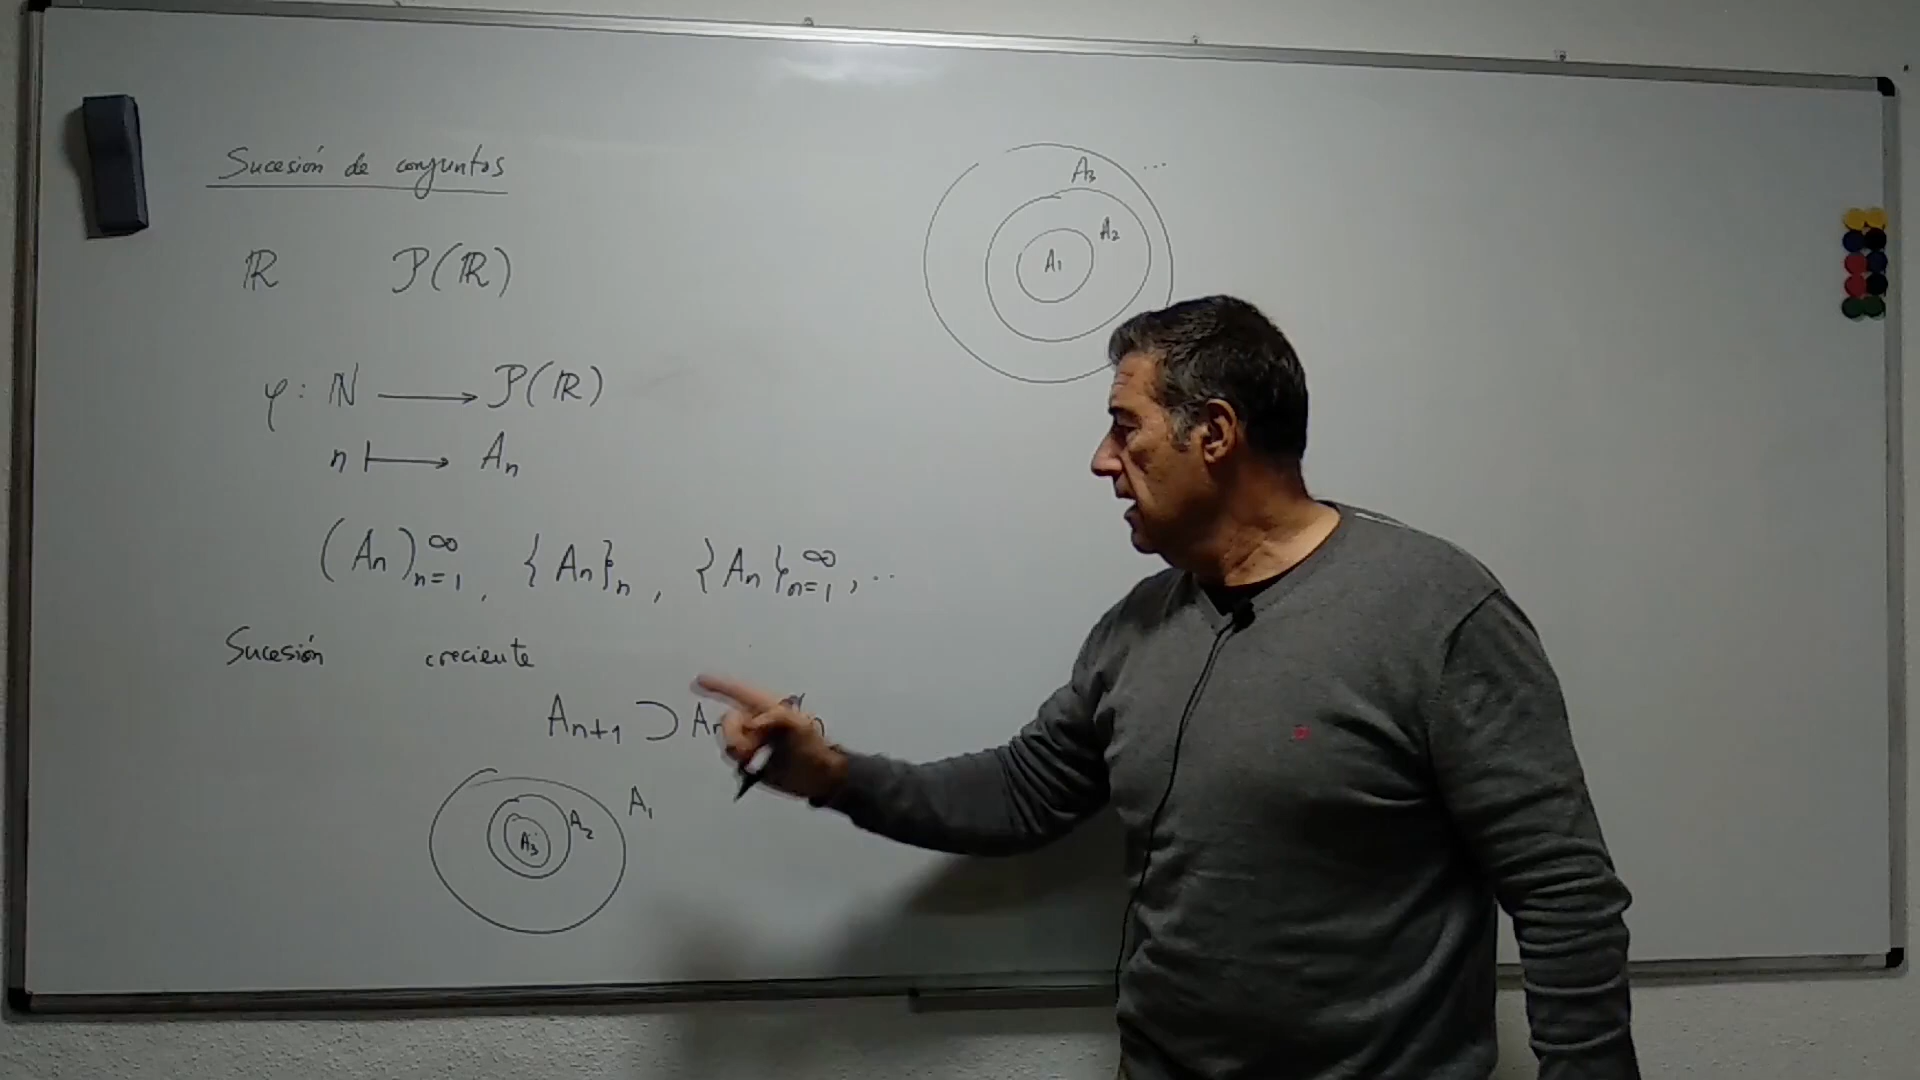 Sucesión de conjuntos
ℝ 𝒫(ℝ)
φ: ℕ ⟶ 𝒫(ℝ)
n ⟼ Aₙ
(Aₙ)ₙ₌₁^∞, {Aₙ}ₙ, {Aₙ}ₙ₌₁^∞, ..
Sucesión creciente
Aₙ₊₁ ⊃ Aₙ
A₁
A₂
A₃
A₃ ...
A₂
A₁